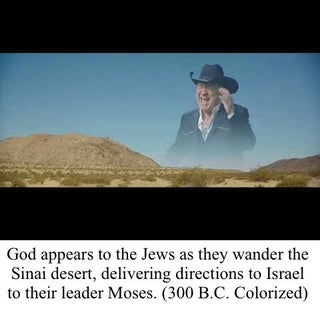 God appears to the Jews as they wander the
Sinai desert, delivering directions to Israel
to their leader Moses. (300 B.C. Colorized)